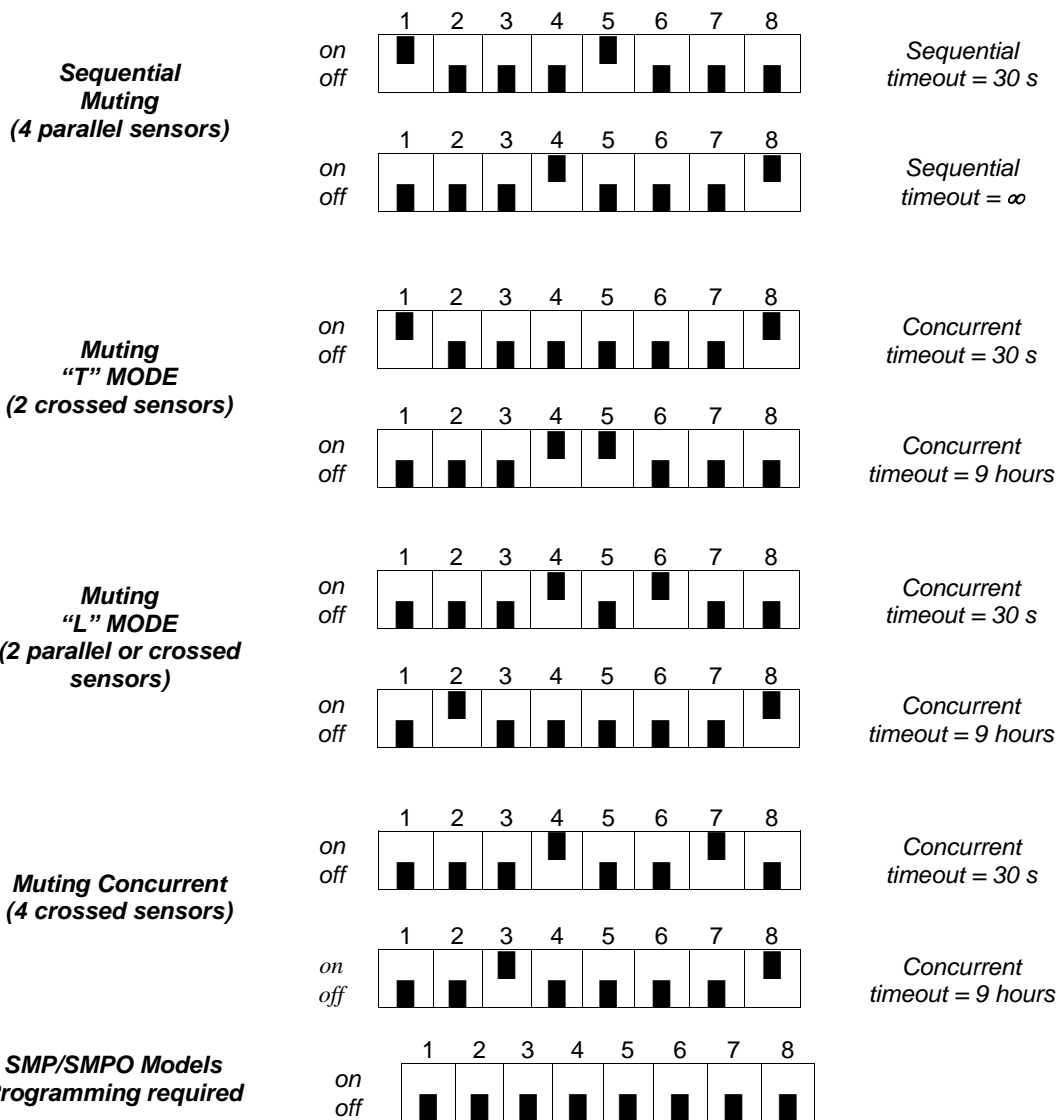 1 2 3 4 5 6 7 8
on
off
Sequential
Muting
(4 parallel sensors)
Sequential
timeout = 30 s
1 2 3 4 5 6 7 8
on
off
Sequential
timeout = ∞
1 2 3 4 5 6 7 8
on
off
Muting
“T” MODE
(2 crossed sensors)
Concurrent
timeout = 30 s
1 2 3 4 5 6 7 8
on
off
Concurrent
timeout = 9 hours
1 2 3 4 5 6 7 8
on
off
Muting
“L” MODE
(2 parallel or crossed
sensors)
Concurrent
timeout = 30 s
1 2 3 4 5 6 7 8
on
off
Concurrent
timeout = 9 hours
1 2 3 4 5 6 7 8
on
off
Muting Concurrent
(4 crossed sensors)
Concurrent
timeout = 30 s
1 2 3 4 5 6 7 8
on
off
Concurrent
timeout = 9 hours
SMP/SMPO Models
Programming required
1 2 3 4 5 6 7 8
on
off